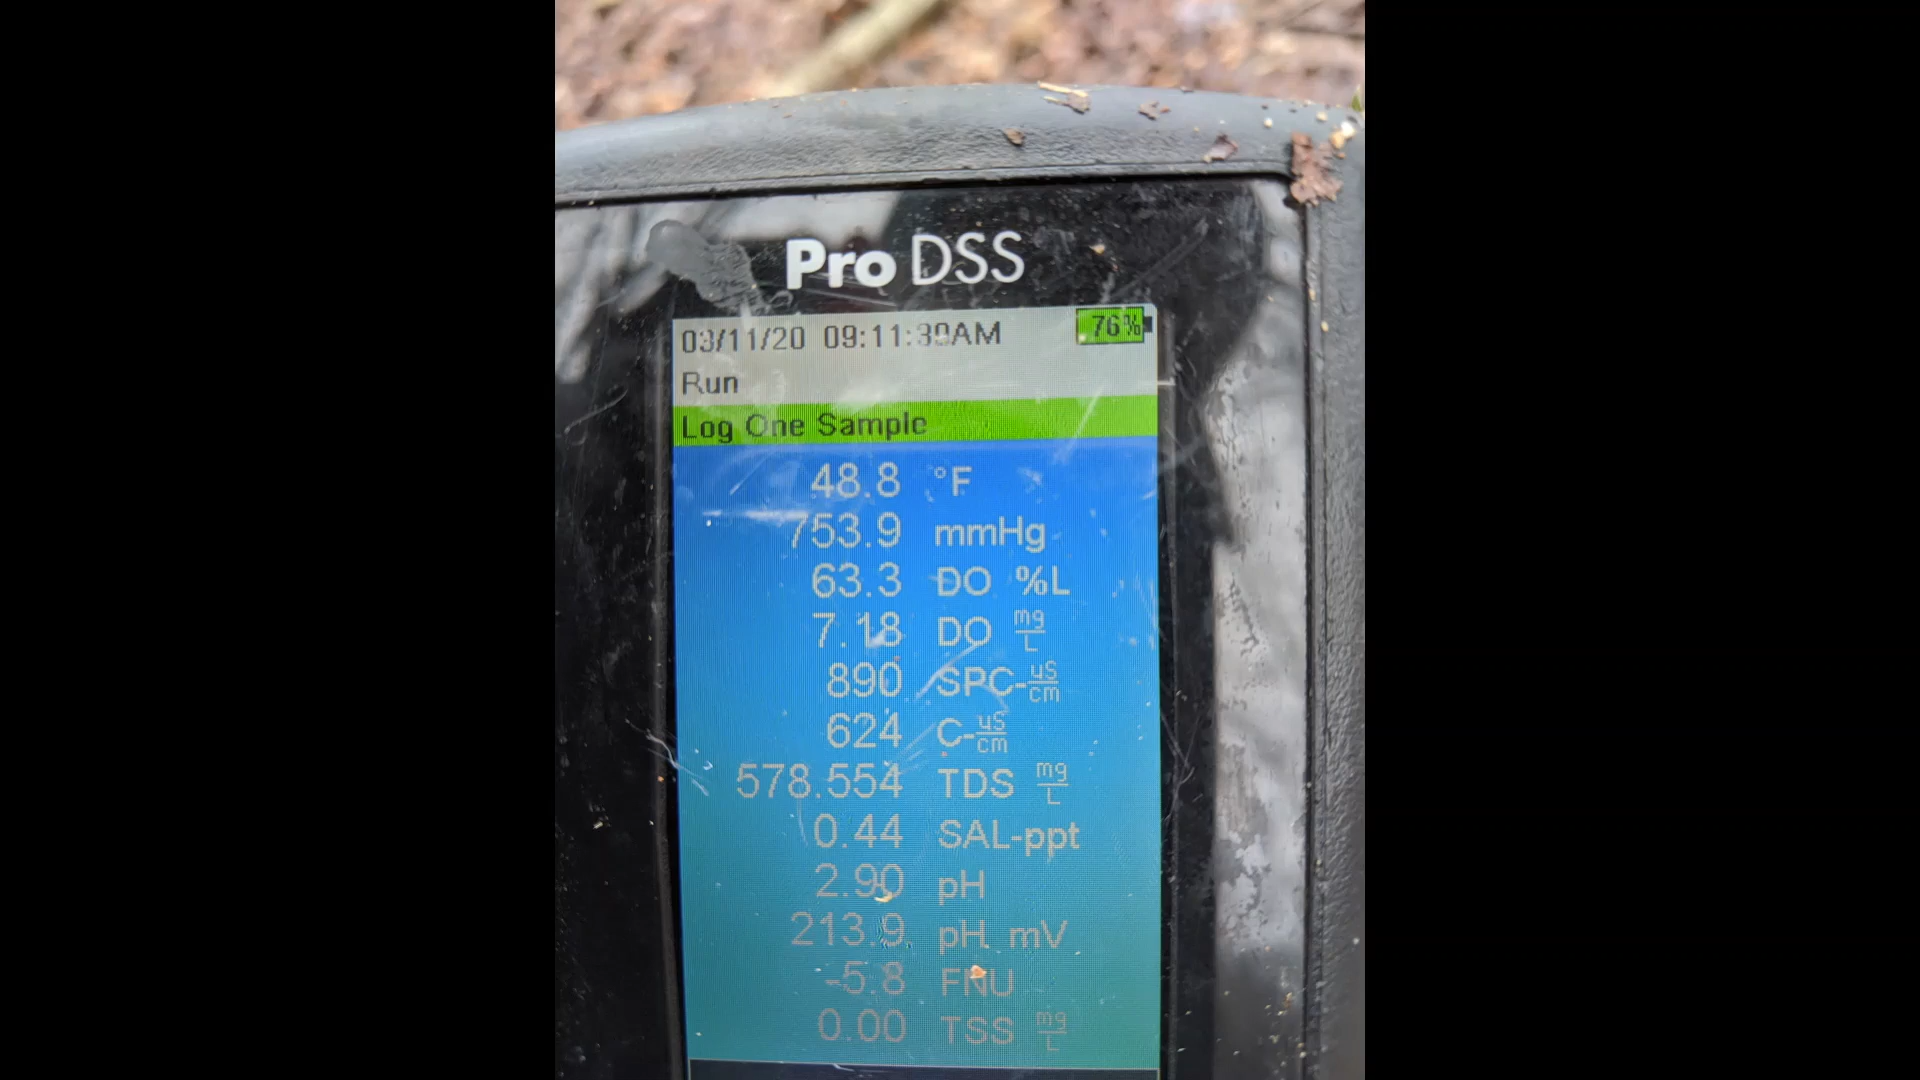 Pro DSS
03/11/20 09:11:39AM 76%
Run
Log One Sample
48.8 °F
753.9 mmHg
63.3 DO %L
7.18 DO mg/L
890 SPC-uS/cm
624 C-uS/cm
578.554 TDS mg/L
0.44 SAL-ppt
2.90 pH
213.9 pH mV
-5.8 FNU
0.00 TSS mg/L